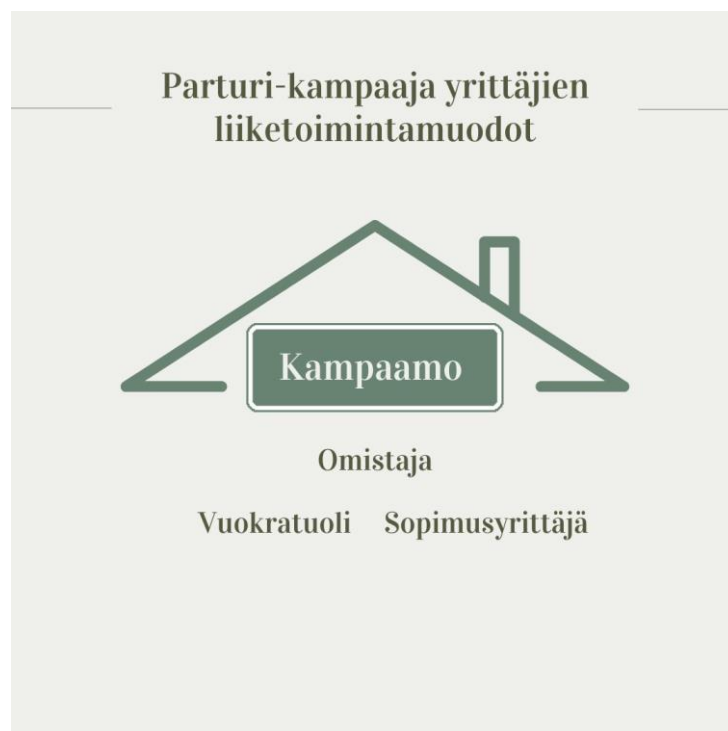 Parturi-kampaaja yrittäjien
liiketoimintamuodot
Kampaamo
Omistaja
Vuokratuoli Sopimusyrittäjä